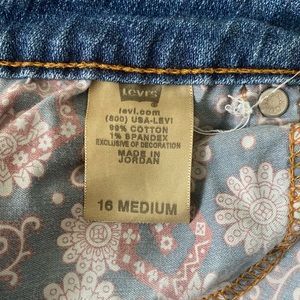 Levi's
levi.com
(800) USA-LEVI
99% COTTON
1% SPANDEX
EXCLUSIVE OF DECORATION
MADE IN
JORDAN
16 MEDIUM